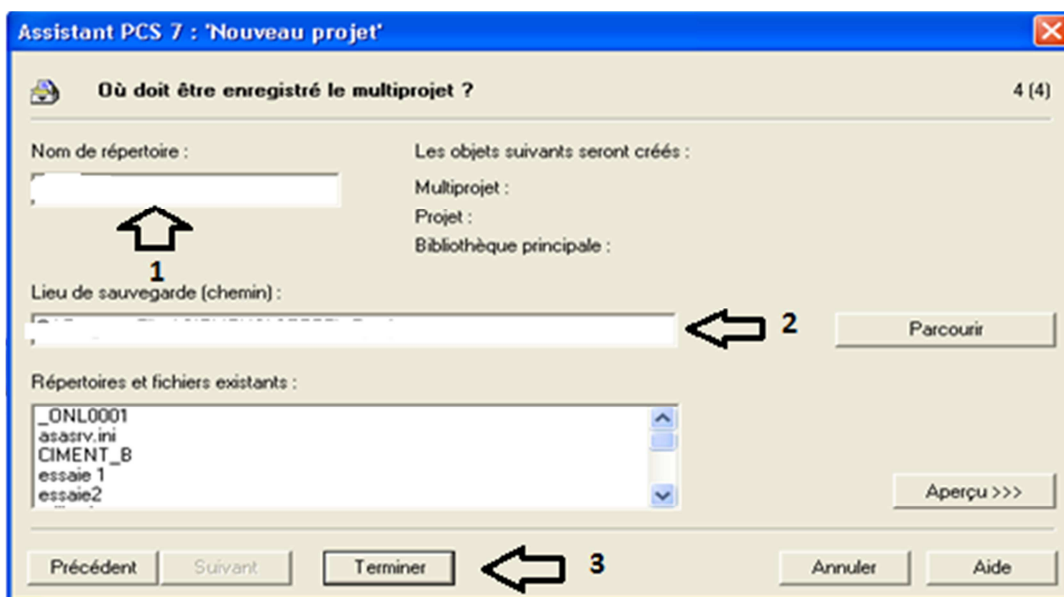 Assistant PCS 7 : 'Nouveau projet'
Où doit être enregistré le multiprojet ? 4 (4)
Nom de répertoire : Les objets suivants seront créés :
Multiprojet :
Projet :
Bibliothèque principale :
1
Lieu de sauvegarde (chemin) :
2 Parcourir
Répertoires et fichiers existants :
_ONL0001
asasrv.ini
CIMENT_B
essaie 1
essaie2
Aperçu >>>
Précédent Suivant Terminer 3 Annuler Aide